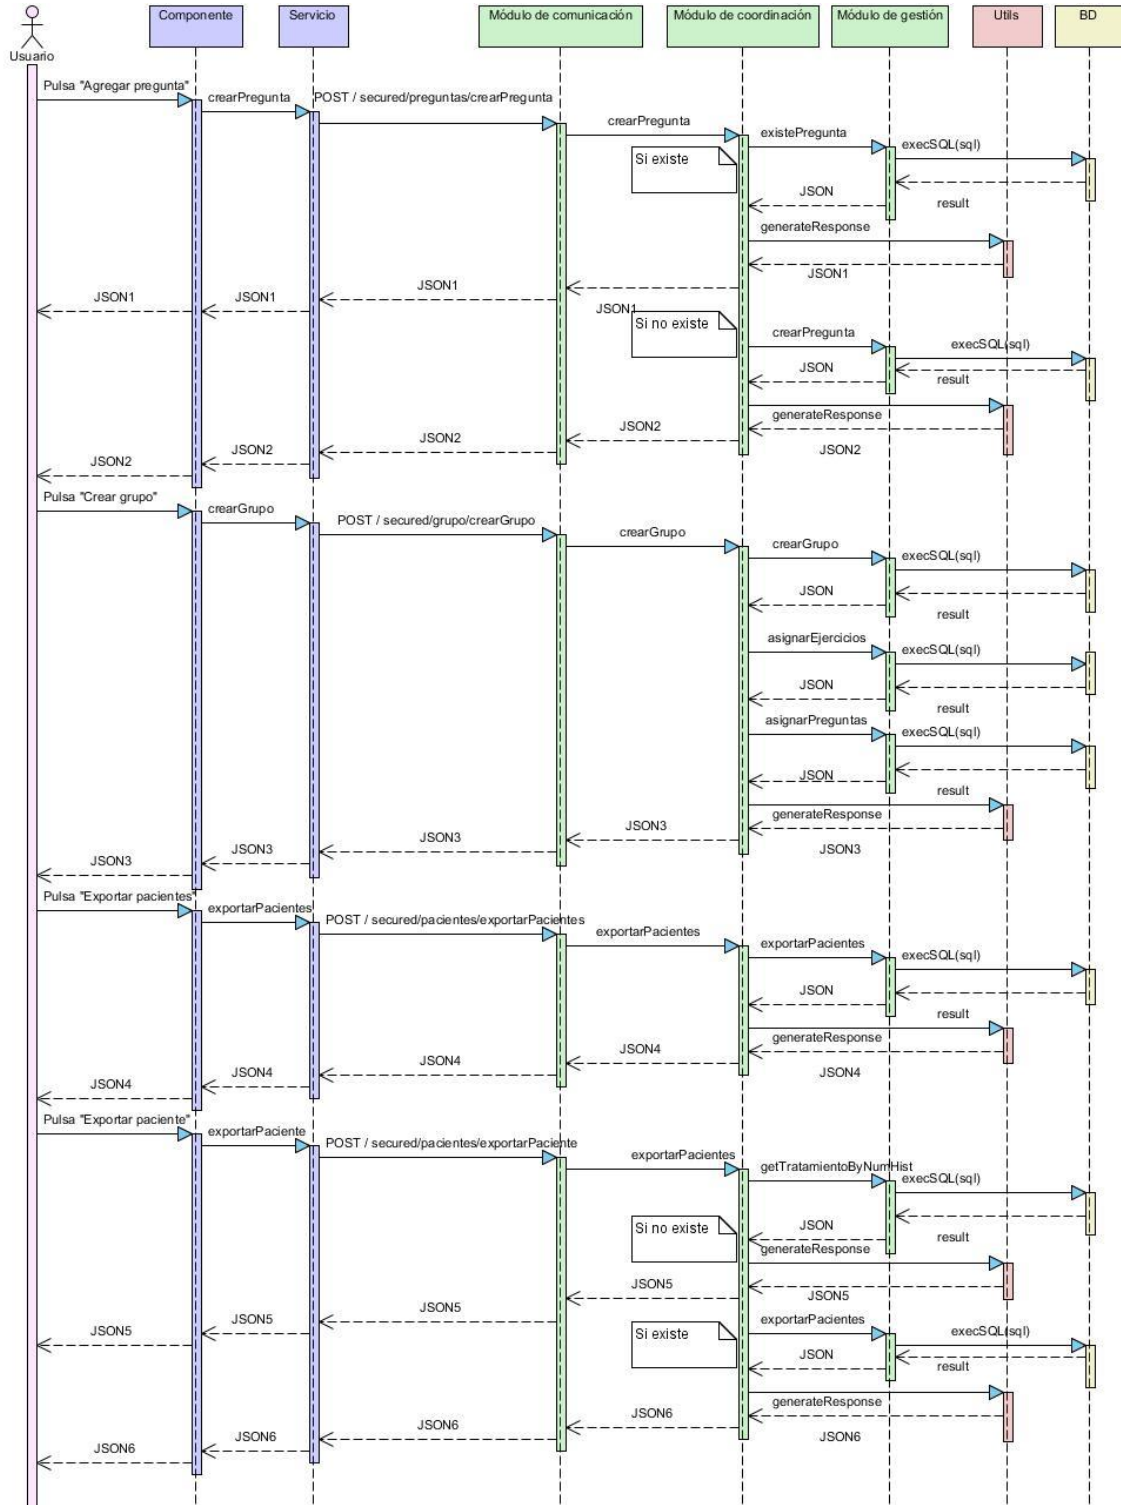 Usuario
Componente
Servicio
Módulo de comunicación
Módulo de coordinación
Módulo de gestión
Utils
BD
Pulsa "Agregar pregunta"
crearPregunta
POST / secured/preguntas/crearPregunta
crearPregunta
existePregunta
execSQL(sql)
Si existe
JSON
result
generateResponse
JSON1
JSON1
JSON1
JSON1
JSON1
Si no existe
crearPregunta
execSQL(sql)
JSON
result
generateResponse
JSON2
JSON2
JSON2
JSON2
JSON2
Pulsa "Crear grupo"
crearGrupo
POST / secured/grupo/crearGrupo
crearGrupo
crearGrupo
execSQL(sql)
JSON
result
asignarEjercicios
execSQL(sql)
JSON
result
asignarPreguntas
execSQL(sql)
JSON
result
generateResponse
JSON3
JSON3
JSON3
JSON3
JSON3
Pulsa "Exportar pacientes"
exportarPacientes
POST / secured/pacientes/exportarPacientes
exportarPacientes
exportarPacientes
execSQL(sql)
JSON
result
generateResponse
JSON4
JSON4
JSON4
JSON4
JSON4
Pulsa "Exportar paciente"
exportarPaciente
POST / secured/pacientes/exportarPaciente
exportarPacientes
getTratamientoByNumHist
execSQL(sql)
Si no existe
JSON
result
generateResponse
JSON5
JSON5
JSON5
JSON5
JSON5
Si existe
exportarPacientes
execSQL(sql)
JSON
result
generateResponse
JSON6
JSON6
JSON6
JSON6
JSON6